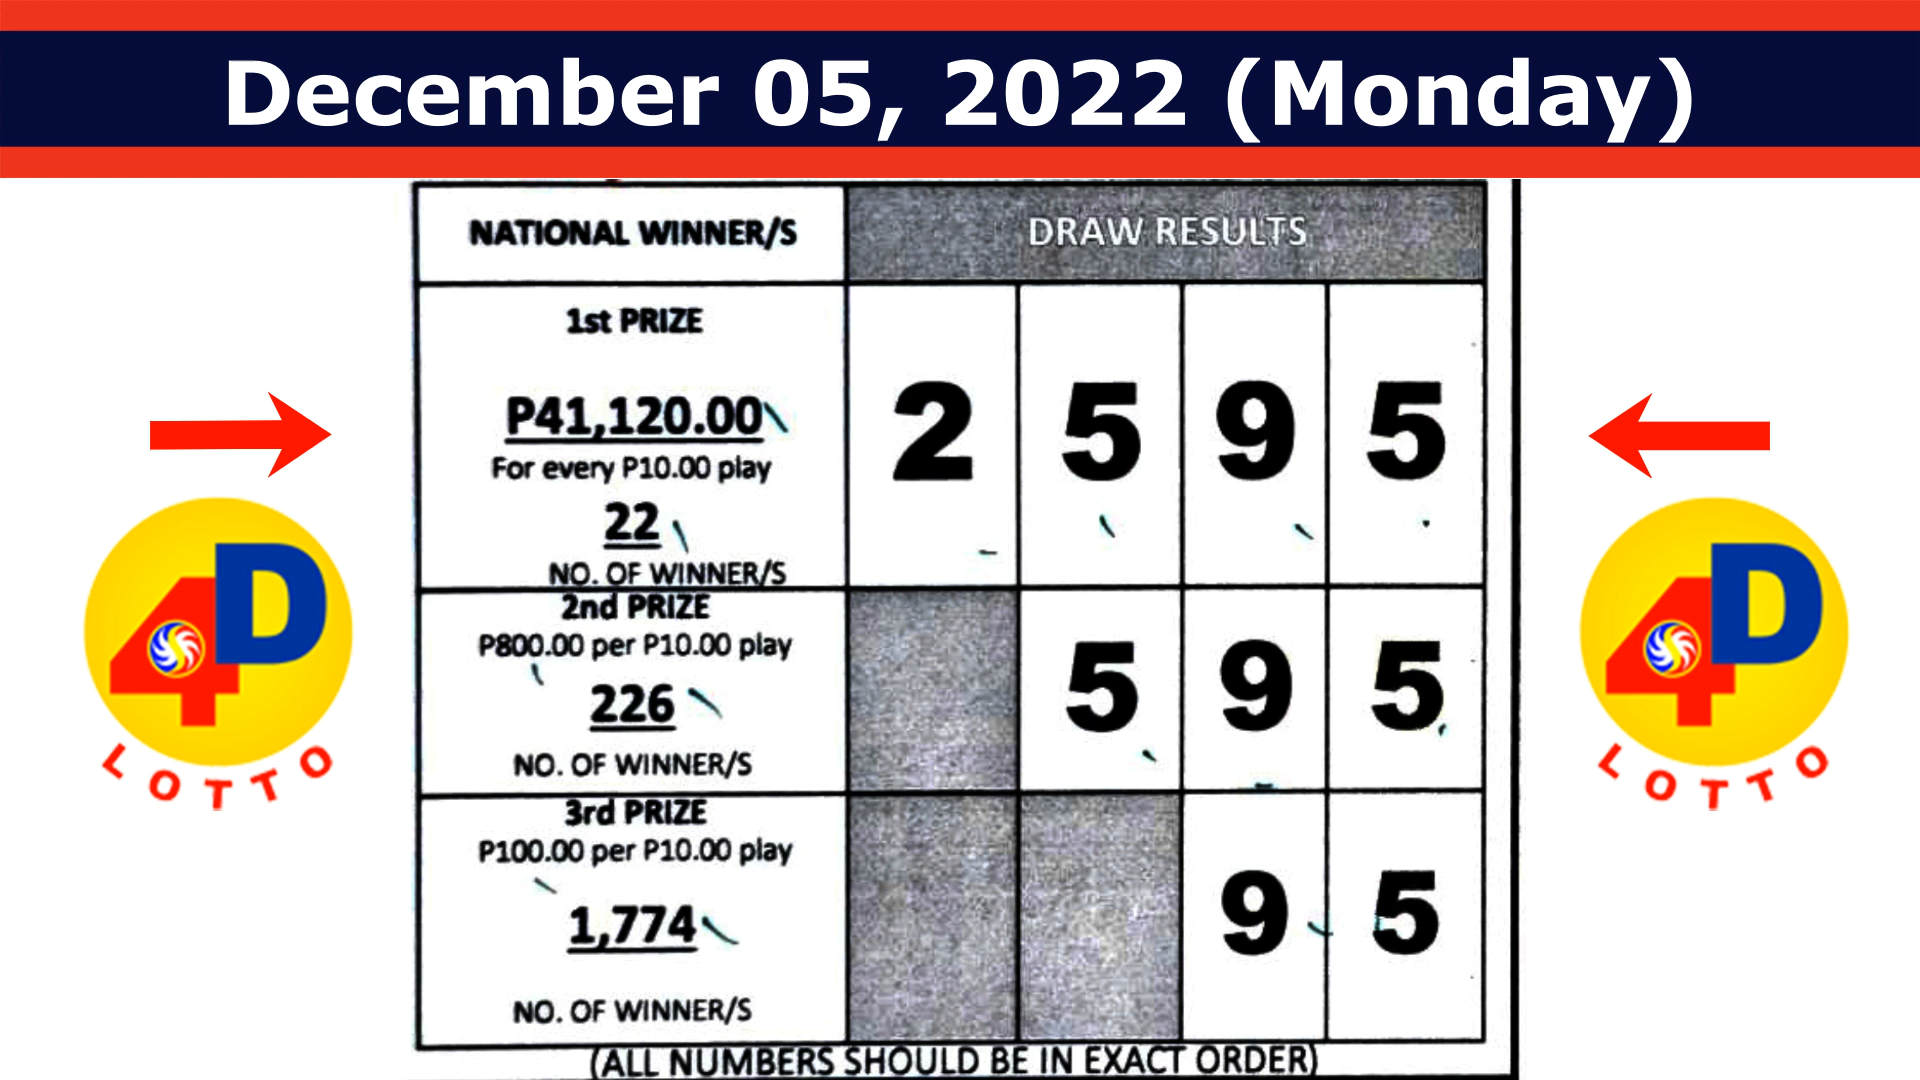 December 05, 2022 (Monday)
NATIONAL WINNER/S
DRAW RESULTS
1st PRIZE
P41,120.00
For every P10.00 play
22
NO. OF WINNER/S
2 5 9 5
2nd PRIZE
P800.00 per P10.00 play
226
NO. OF WINNER/S
5 9 5
3rd PRIZE
P100.00 per P10.00 play
1,774
NO. OF WINNER/S
9 5
(ALL NUMBERS SHOULD BE IN EXACT ORDER)
4D
LOTTO
4D
LOTTO